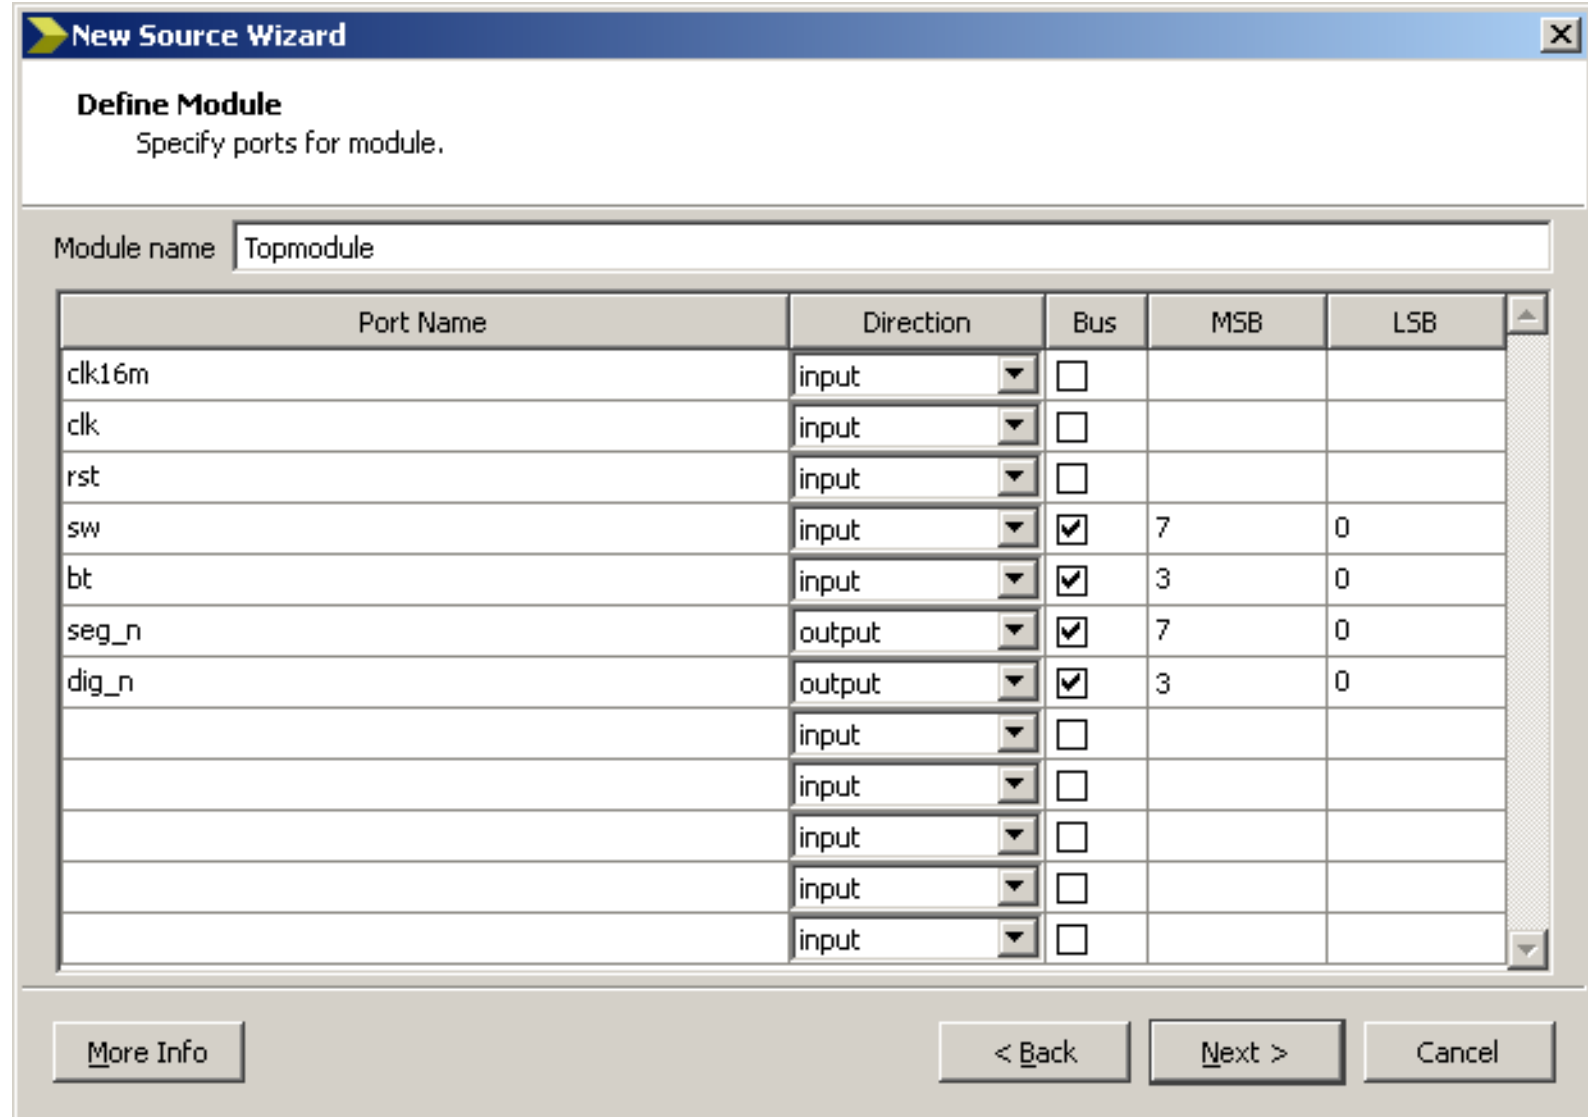 New Source Wizard
Define Module
Specify ports for module.
Module name Topmodule
Port Name Direction Bus MSB LSB
clk16m input
clk input
rst input
sw input 7 0
bt input 3 0
seg_n output 7 0
dig_n output 3 0
input
input
input
input
input
More Info < Back Next > Cancel